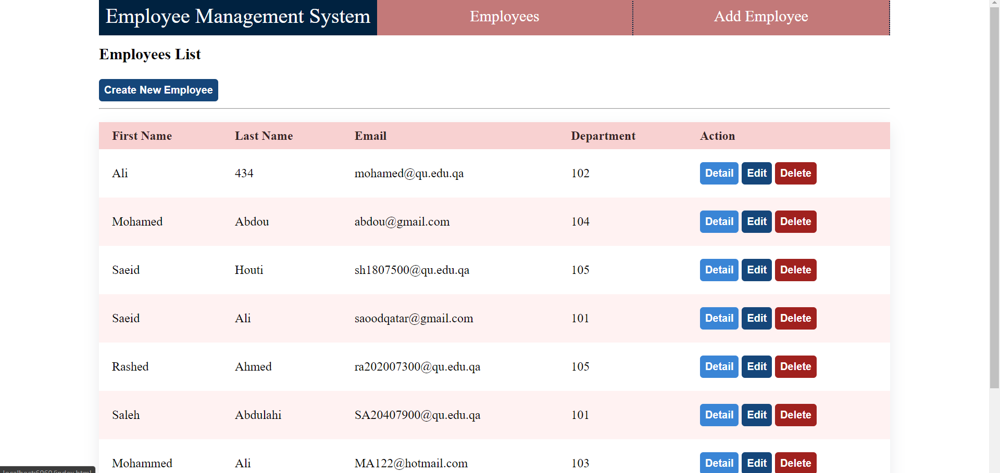 Employee Management System Employees Add Employee
Employees List
Create New Employee
First Name Last Name Email Department Action
Ali 434 mohamed@qu.edu.qa 102 Detail Edit Delete
Mohamed Abdou abdou@gmail.com 104 Detail Edit Delete
Saeid Houti sh1807500@qu.edu.qa 105 Detail Edit Delete
Saeid Ali saoodqatar@gmail.com 101 Detail Edit Delete
Rashed Ahmed ra202007300@qu.edu.qa 105 Detail Edit Delete
Saleh Abdulahi SA20407900@qu.edu.qa 101 Detail Edit Delete
Mohammed Ali MA122@hotmail.com 103 Detail Edit Delete